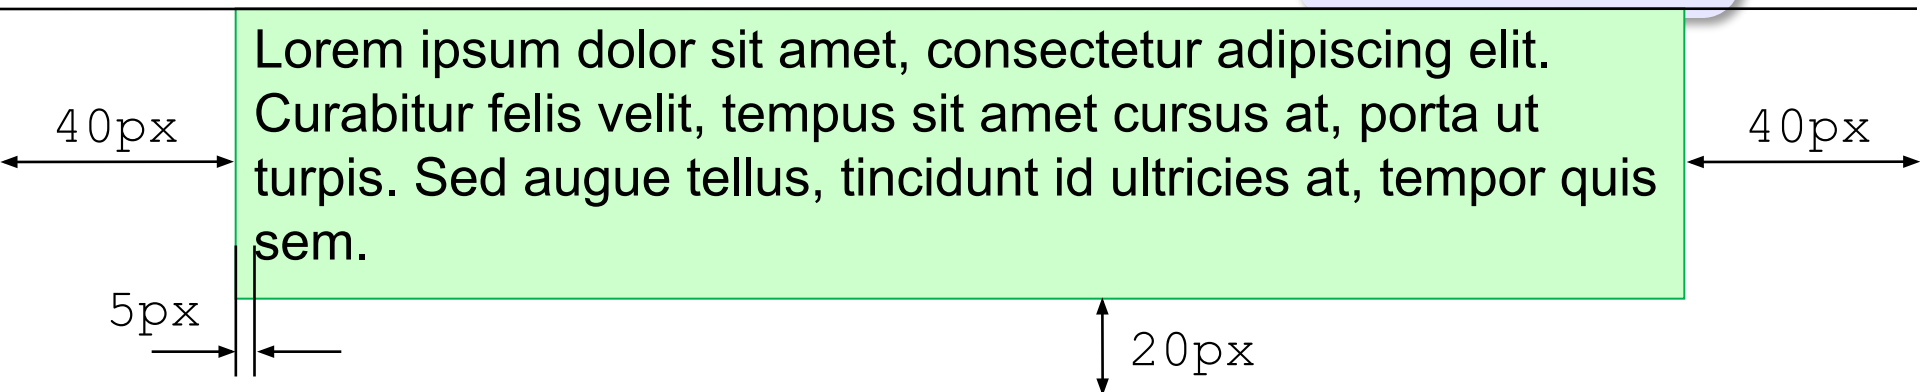 Lorem ipsum dolor sit amet, consectetur adipiscing elit.
Curabitur felis velit, tempus sit amet cursus at, porta ut
turpis. Sed augue tellus, tincidunt id ultricies at, tempor quis
sem.
40px
40px
5px
20px